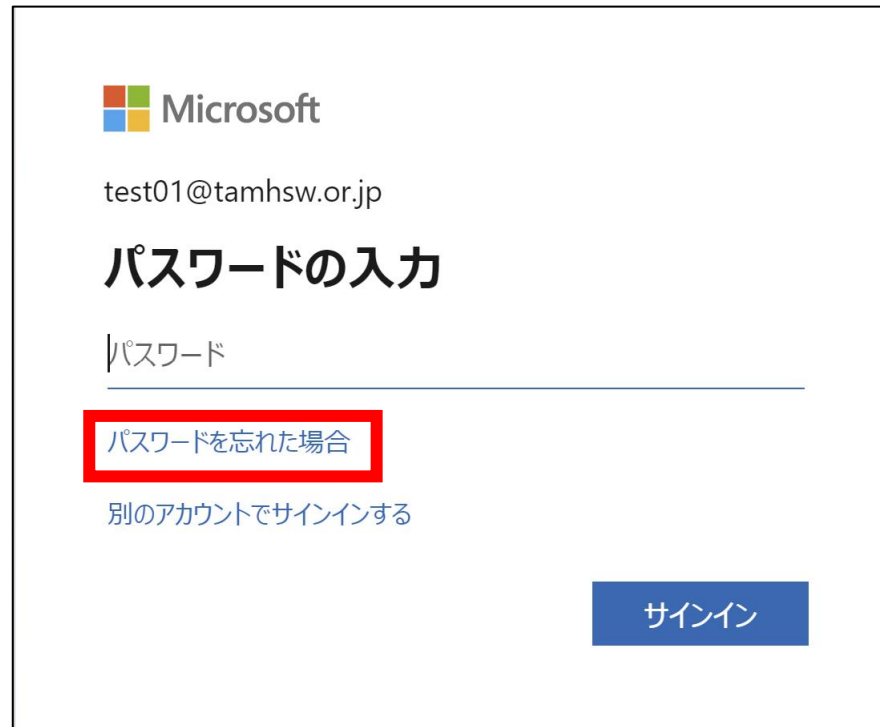 Microsoft
test01@tamhsw.or.jp
パスワードの入力
パスワード
パスワードを忘れた場合
別のアカウントでサインインする
サインイン